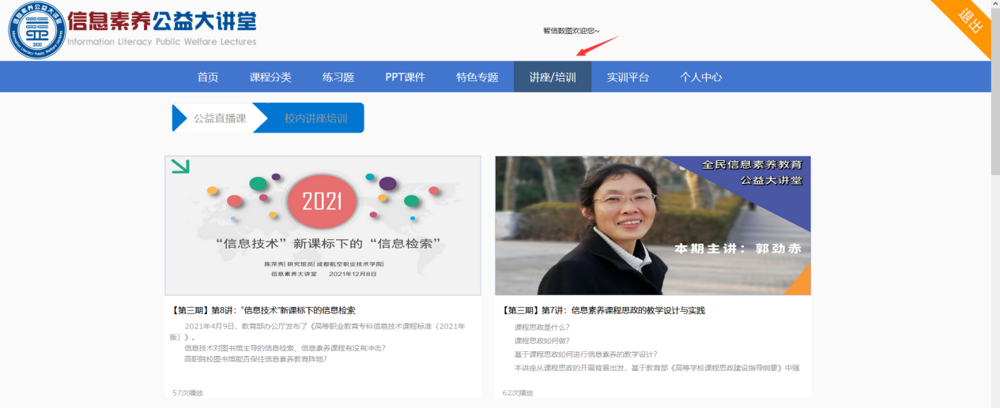 信息素养公益大讲堂
Information Literacy Public Welfare Lectures
2020
智信数图欢迎您~
退出
首页 课程分类 练习题 PPT课件 特色专题 讲座/培训 实训平台 个人中心
公益直播课 校内讲座培训
2021
“信息技术”新课标下的“信息检索”
陈萍秀| 研究馆员| 成都航空职业技术学院|
信息素养大讲堂 2021年12月8日
【第三期】第8讲：“信息技术”新课标下的信息检索
2021年4月9日，教育部办公厅发布了《高等职业教育专科信息技术课程标准（2021年
版）》。
信息技术对图书馆主导的信息检索、信息素养课程有没有冲击？
高职院校图书馆能否保住信息素养教育阵地？
57次播放
全民信息素养教育
公益大讲堂
本期主讲：郭劲赤
【第三期】第7讲：信息素养课程思政的教学设计与实践
课程思政是什么？
课程思政如何做？
基于课程思政如何进行信息素养的教学设计？
本讲座从课程思政的开展背景出发，基于教育部《高等学校课程思政建设指导纲要》中强
62次播放